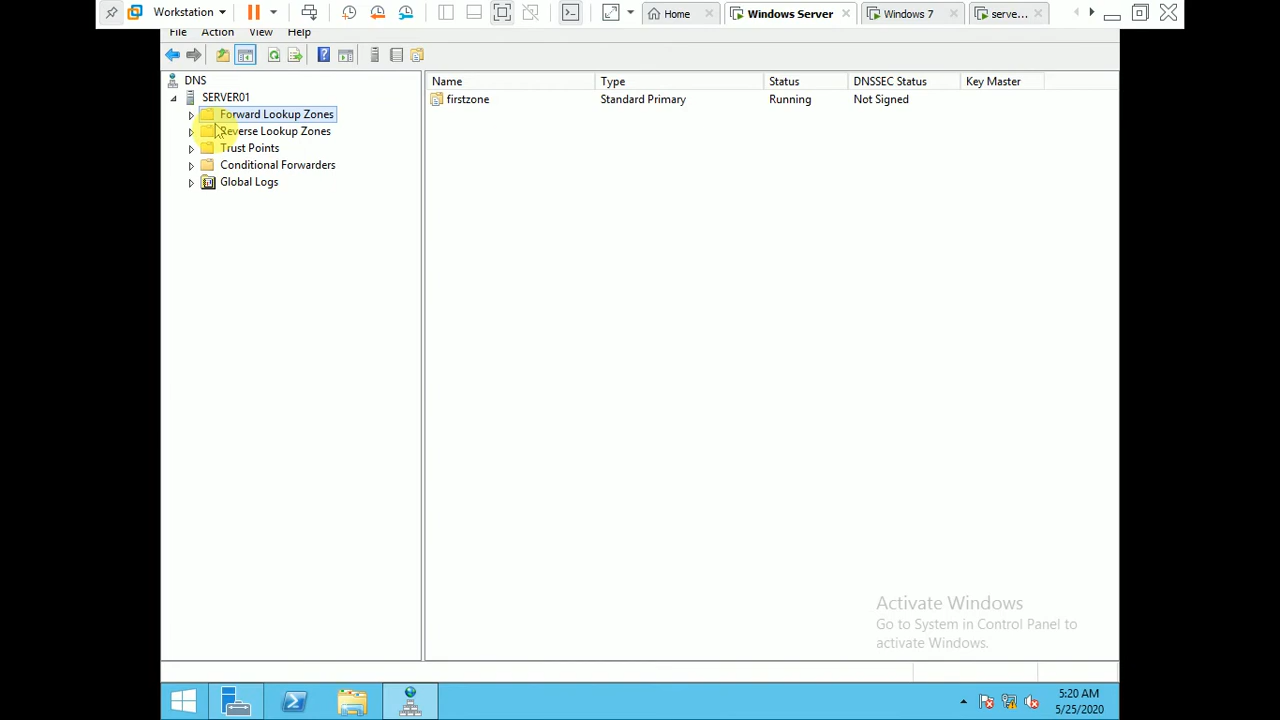 Workstation
Home
Windows Server
Windows 7
serve...
File Action View Help
DNS
SERVER01
Forward Lookup Zones
Reverse Lookup Zones
Trust Points
Conditional Forwarders
Global Logs
Name Type Status DNSSEC Status Key Master
firstzone Standard Primary Running Not Signed
Activate Windows
Go to System in Control Panel to
activate Windows.
5:20 AM
5/25/2020